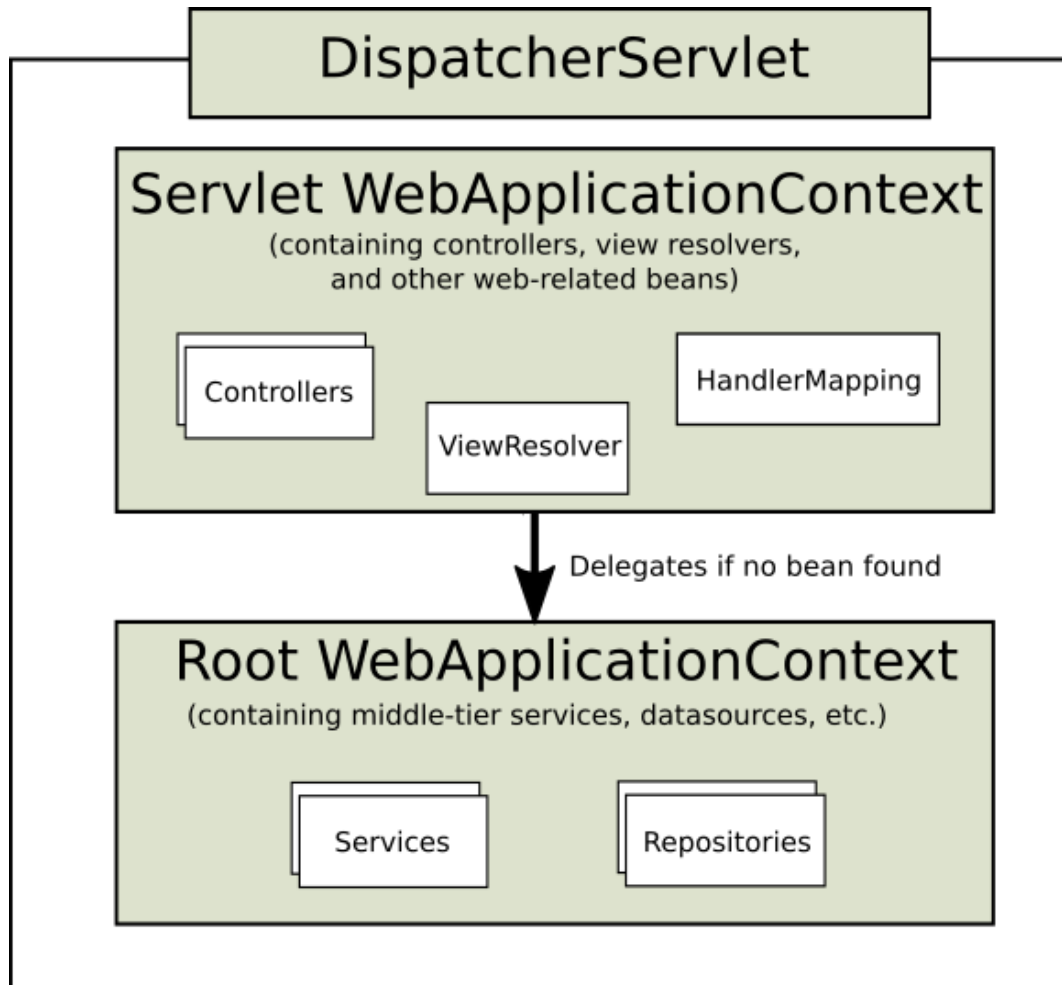 DispatcherServlet
Servlet WebApplicationContext
(containing controllers, view resolvers,
and other web-related beans)
Controllers
ViewResolver
HandlerMapping
Delegates if no bean found
Root WebApplicationContext
(containing middle-tier services, datasources, etc.)
Services
Repositories